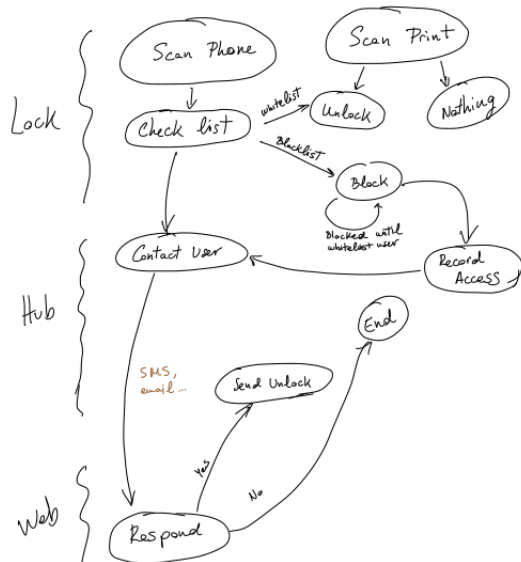 Scan Phone
Scan Print
Lock
whitelist
Unlock
Nothing
Check list
Blacklist
Block
Blocked until
whitelist user
Contact User
Record
Access
Hub
End
SMS,
email...
Send Unlock
Yes
No
Web
Respond